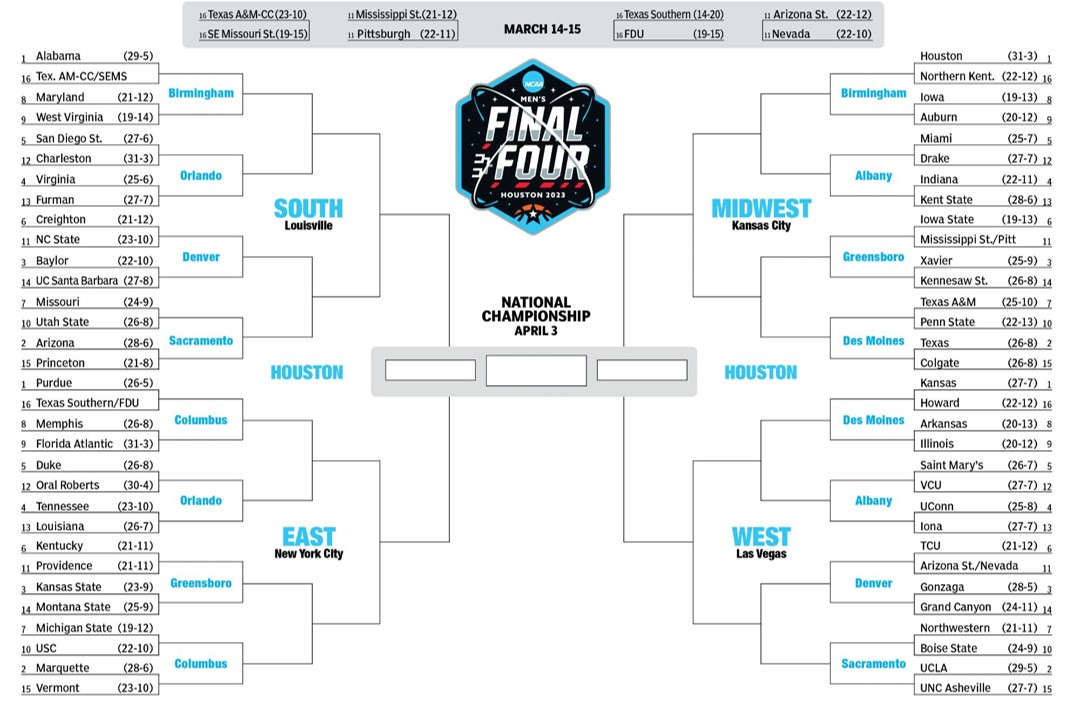 16 Texas A&M-CC (23-10)
16 SE Missouri St. (19-15)
11 Mississippi St. (21-12)
11 Pittsburgh (22-11)
MARCH 14-15
16 Texas Southern (14-20)
16 FDU (19-15)
11 Arizona St. (22-12)
11 Nevada (22-10)
1 Alabama (29-5)
16 Tex. AM-CC/SEMS
Birmingham
8 Maryland (21-12)
9 West Virginia (19-14)
5 San Diego St. (27-6)
12 Charleston (31-3)
Orlando
4 Virginia (25-6)
13 Furman (27-7)
SOUTH
Louisville
6 Creighton (21-12)
11 NC State (23-10)
Denver
3 Baylor (22-10)
14 UC Santa Barbara (27-8)
7 Missouri (24-9)
10 Utah State (26-8)
Sacramento
2 Arizona (28-6)
15 Princeton (21-8)
HOUSTON
1 Purdue (26-5)
16 Texas Southern/FDU
Columbus
8 Memphis (26-8)
9 Florida Atlantic (31-3)
5 Duke (26-8)
12 Oral Roberts (30-4)
Orlando
4 Tennessee (23-10)
13 Louisiana (26-7)
EAST
New York City
6 Kentucky (21-11)
11 Providence (21-11)
Greensboro
3 Kansas State (23-9)
14 Montana State (25-9)
7 Michigan State (19-12)
10 USC (22-10)
Columbus
2 Marquette (28-6)
15 Vermont (23-10)
NCAA
MEN'S
FINAL
FOUR
HOUSTON 2023
NATIONAL
CHAMPIONSHIP
APRIL 3
Houston (31-3) 1
Northern Kent. (22-12) 16
Birmingham
Iowa (19-13) 8
Auburn (20-12) 9
Miami (25-7) 5
Drake (27-7) 12
Albany
Indiana (22-11) 4
Kent State (28-6) 13
MIDWEST
Kansas City
Iowa State (19-13) 6
Mississippi St./Pitt 11
Greensboro
Xavier (25-9) 3
Kennesaw St. (26-8) 14
Texas A&M (25-10) 7
Penn State (22-13) 10
Des Moines
Texas (26-8) 2
Colgate (26-8) 15
HOUSTON
Kansas (27-7) 1
Howard (22-12) 16
Des Moines
Arkansas (20-13) 8
Illinois (20-12) 9
Saint Mary's (26-7) 5
VCU (27-7) 12
Albany
UConn (25-8) 4
Iona (27-7) 13
WEST
Las Vegas
TCU (21-12) 6
Arizona St./Nevada 11
Denver
Gonzaga (28-5) 3
Grand Canyon (24-11) 14
Northwestern (21-11) 7
Boise State (24-9) 10
Sacramento
UCLA (29-5) 2
UNC Asheville (27-7) 15